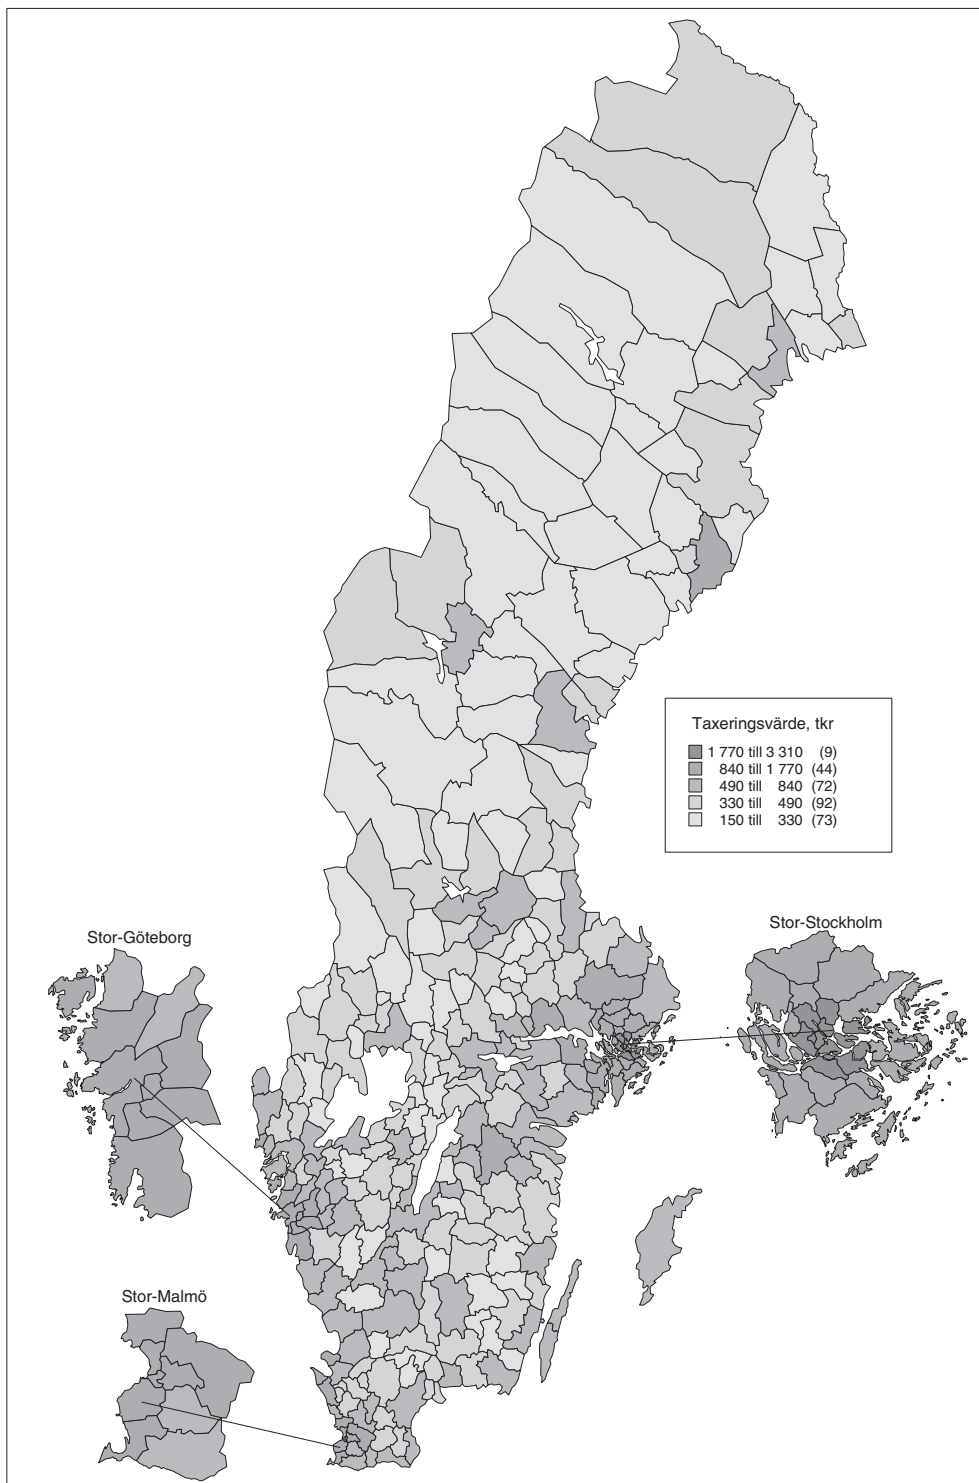 Taxeringsvärde, tkr
1 770 till 3 310 (9)
840 till 1 770 (44)
490 till 840 (72)
330 till 490 (92)
150 till 330 (73)
Stor-Göteborg
Stor-Stockholm
Stor-Malmö